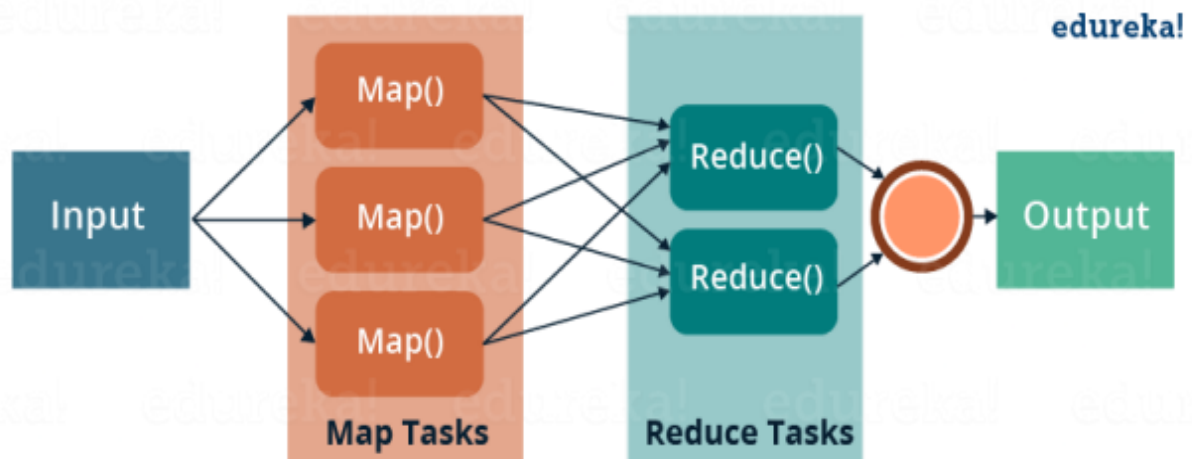 edureka!
Input
Map()
Map()
Map()
Map Tasks
Reduce()
Reduce()
Reduce Tasks
Output